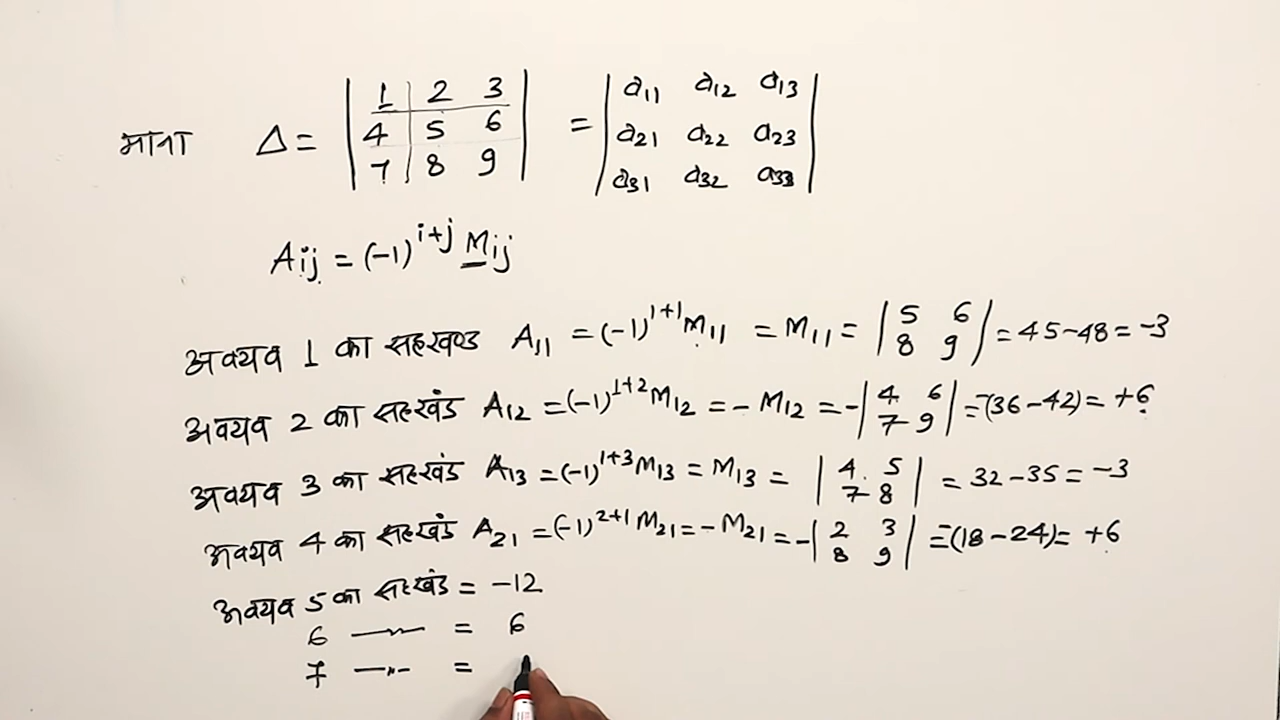 माना Δ = | 1 2 3 | = | a11 a12 a13 |
| 4 5 6 | | a21 a22 a23 |
| 7 8 9 | | a31 a32 a33 |
Aij = (-1)^i+j Mij
अवयव 1 का सहखण्ड A11 = (-1)^1+1 M11 = M11 = | 5 6 | = 45-48 = -3
| 8 9 |
अवयव 2 का सहखंड A12 = (-1)^1+2 M12 = - M12 = -| 4 6 | = -(36-42) = +6
| 7 9 |
अवयव 3 का सहखंड A13 = (-1)^1+3 M13 = M13 = | 4 5 | = 32-35 = -3
| 7 8 |
अवयव 4 का सहखंड A21 = (-1)^2+1 M21 = - M21 = -| 2 3 | = -(18-24) = +6
| 8 9 |
अवयव 5 का सहखंड = -12
6 — = 6
7 — =